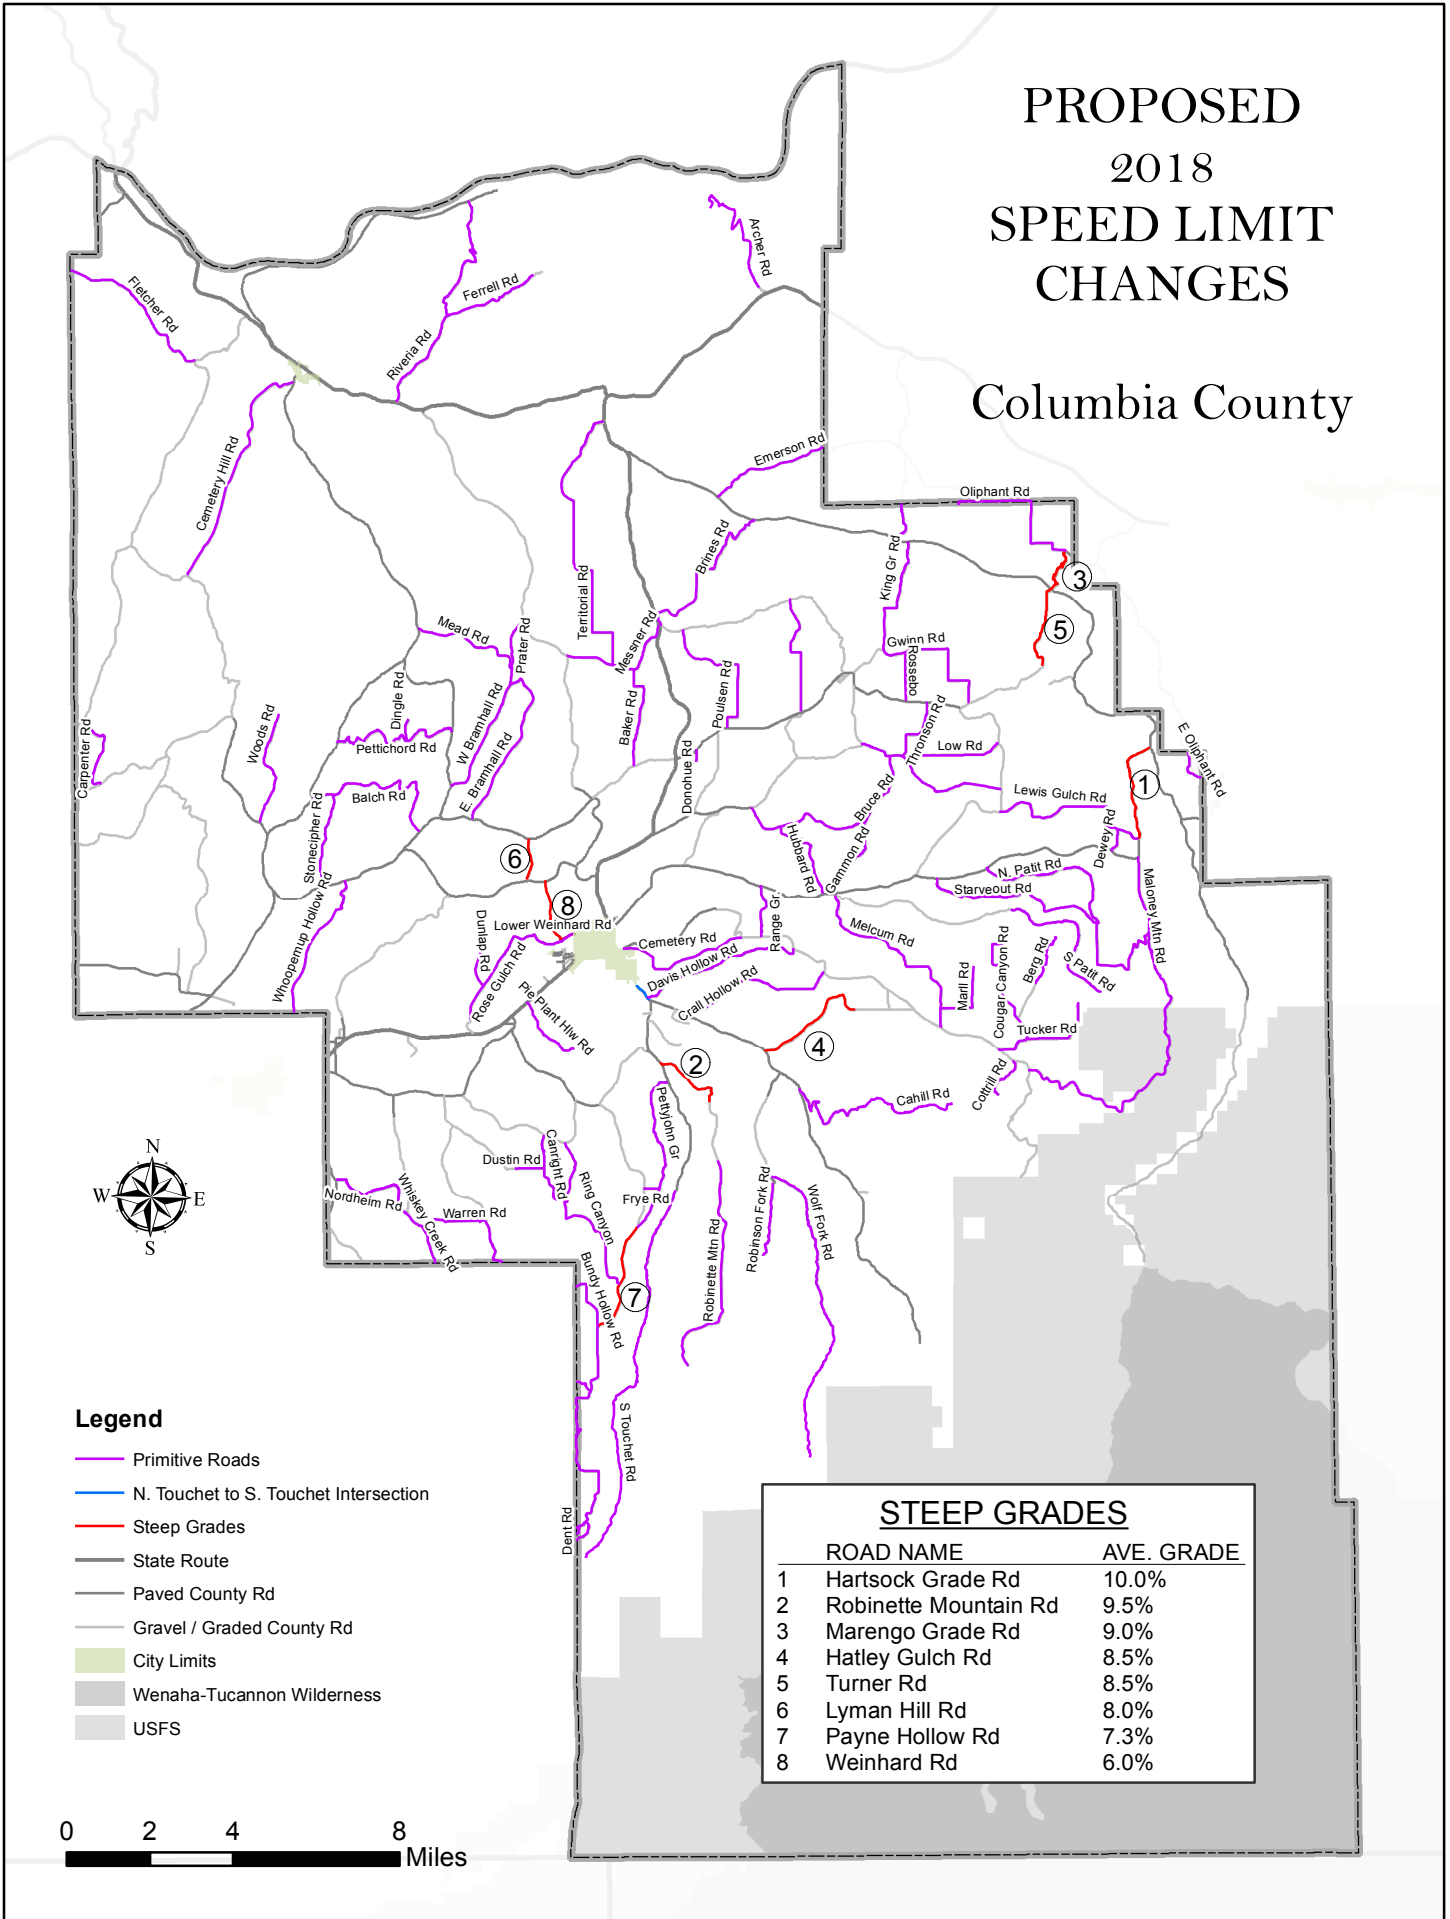 PROPOSED
2018
SPEED LIMIT
CHANGES
Columbia County
Archer Rd
Ferrell Rd
Fletcher Rd
Riveria Rd
Emerson Rd
Cemetery Hill Rd
Oliphant Rd
Brines Rd
King Gr Rd
3
Territorial Rd
Mead Rd
Prater Rd
Messner Rd
5
Gwinn Rd
Rossebo
Poulsen Rd
Dingle Rd
W Bramhall Rd
Baker Rd
Thronson Rd
Woods Rd
Carpenter Rd
Pettichord Rd
E. Bramhall Rd
Donohue Rd
Low Rd
E Oliphant Rd
1
Balch Rd
Bruce Rd
Lewis Gulch Rd
Stonecipher Rd
Hubbard Rd
Gammon Rd
Dewey Rd
6
N. Patit Rd
Starveout Rd
Maloney Mtn Rd
Whoopemup Hollow Rd
8
Lower Weinhard Rd
Dunlap Rd
Rose Gulch Rd
Cemetery Rd
Range Gr.
Melcum Rd
Davis Hollow Rd
Crall Hollow Rd
Marll Rd
Cougar Canyon Rd
Berg Rd
S Patit Rd
Pie Plant Hlw Rd
Tucker Rd
4
2
Cottrill Rd
Cahill Rd
Pettyjohn Gr
Dustin Rd
Canright Rd
Ring Canyon
Frye Rd
Nordheim Rd
Whiskey Creek Rd
Warren Rd
Robinson Fork Rd
Wolf Fork Rd
Robinette Mtn Rd
Bundy Hollow Rd
7
S Touchet Rd
Dent Rd
N
W
E
S
Legend
Primitive Roads
N. Touchet to S. Touchet Intersection
Steep Grades
State Route
Paved County Rd
Gravel / Graded County Rd
City Limits
Wenaha-Tucannon Wilderness
USFS
STEEP GRADES
ROAD NAME AVE. GRADE
1 Hartsock Grade Rd 10.0%
2 Robinette Mountain Rd 9.5%
3 Marengo Grade Rd 9.0%
4 Hatley Gulch Rd 8.5%
5 Turner Rd 8.5%
6 Lyman Hill Rd 8.0%
7 Payne Hollow Rd 7.3%
8 Weinhard Rd 6.0%
0 2 4 8
Miles